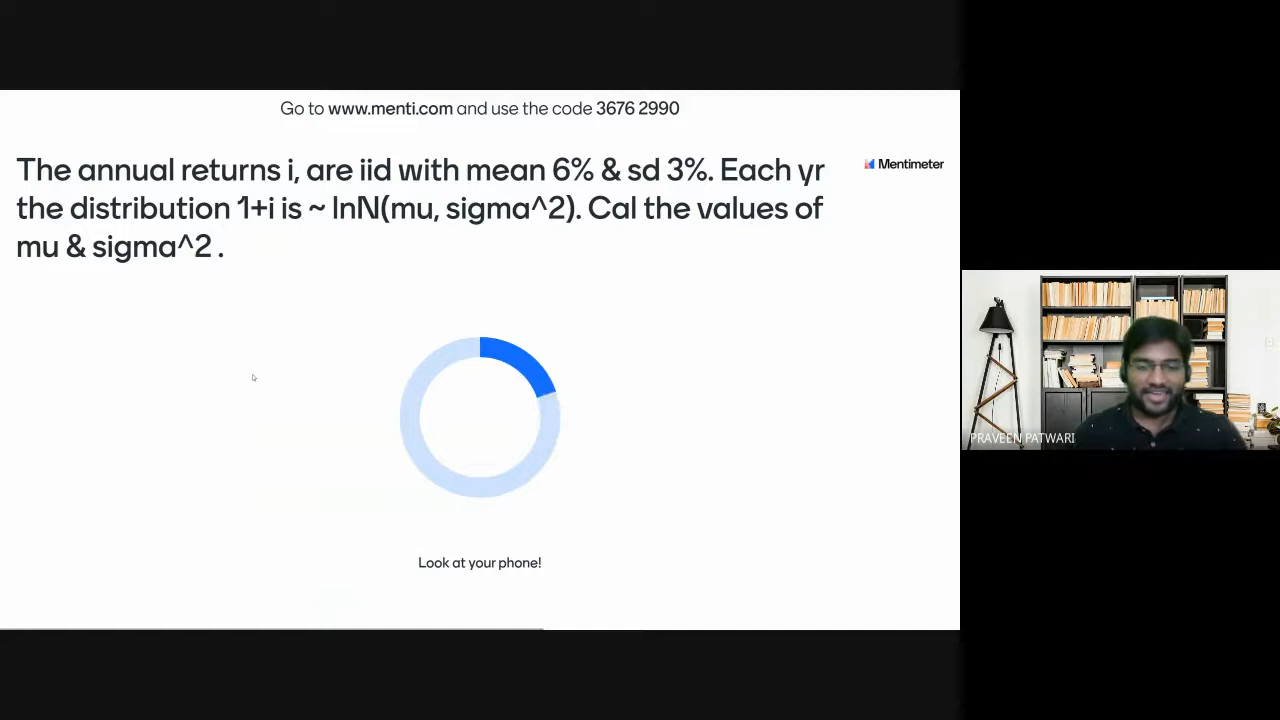 Go to www.menti.com and use the code 3676 2990
The annual returns i, are iid with mean 6% & sd 3%. Each yr
the distribution 1+i is ~ lnN(mu, sigma^2). Cal the values of
mu & sigma^2 .
Mentimeter
Look at your phone!
PRAVEEN PATWARI